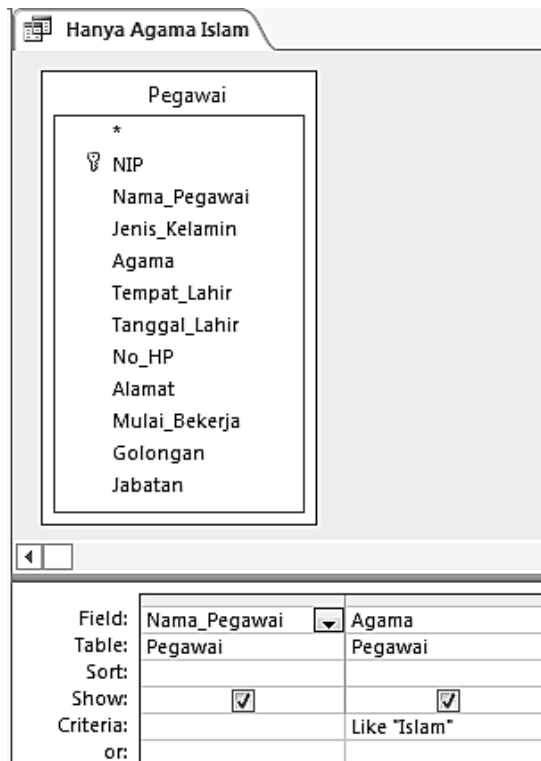 Hanya Agama Islam
Pegawai
*
NIP
Nama_Pegawai
Jenis_Kelamin
Agama
Tempat_Lahir
Tanggal_Lahir
No_HP
Alamat
Mulai_Bekerja
Golongan
Jabatan
Field: Nama_Pegawai Agama
Table: Pegawai Pegawai
Sort:
Show:
Criteria: Like "Islam"
or: